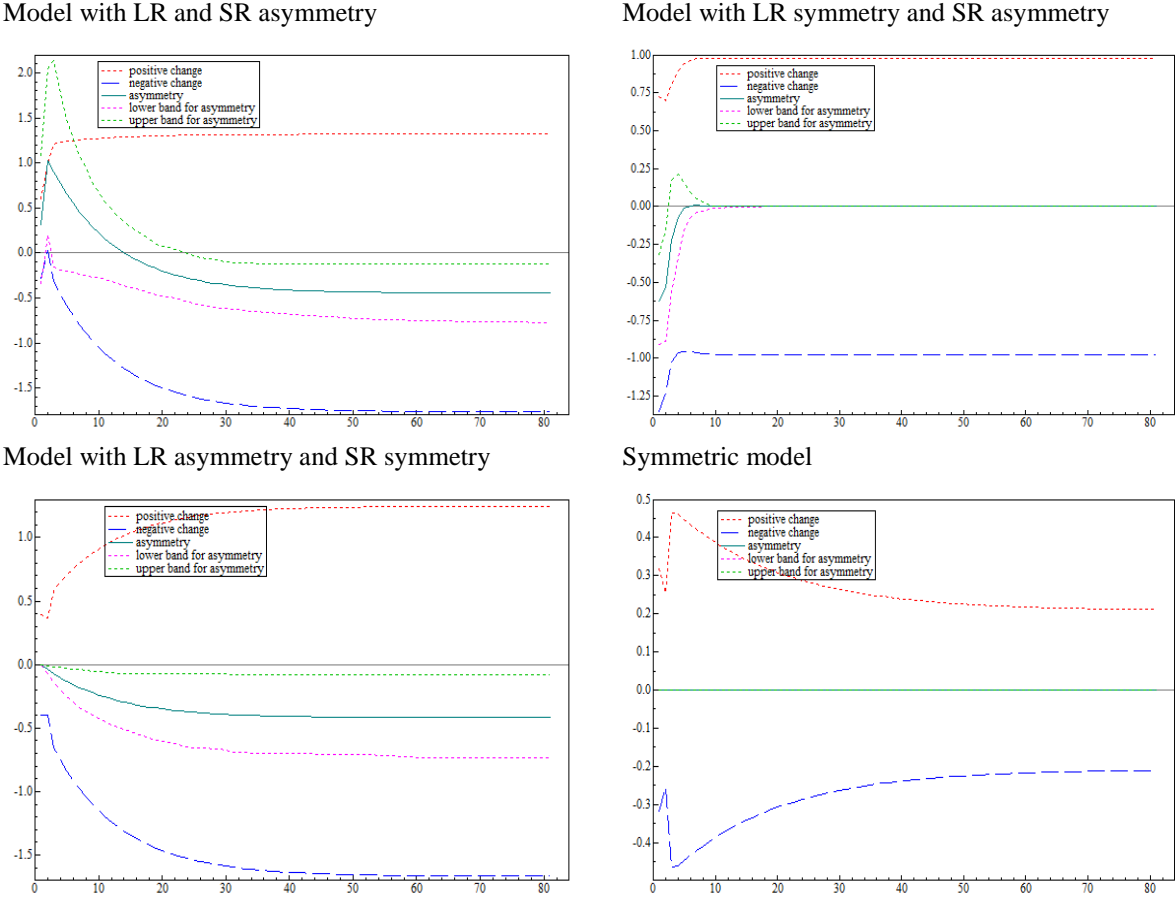 Model with LR and SR asymmetry
2.0
1.5
1.0
0.5
0.0
-0.5
-1.0
-1.5
positive change
negative change
asymmetry
lower band for asymmetry
upper band for asymmetry
0 10 20 30 40 50 60 70 80
Model with LR symmetry and SR asymmetry
1.00
0.75
0.50
0.25
0.00
-0.25
-0.50
-0.75
-1.00
-1.25
positive change
negative change
asymmetry
lower band for asymmetry
upper band for asymmetry
0 10 20 30 40 50 60 70 80
Model with LR asymmetry and SR symmetry
1.0
0.5
0.0
-0.5
-1.0
-1.5
positive change
negative change
asymmetry
lower band for asymmetry
upper band for asymmetry
0 10 20 30 40 50 60 70 80
Symmetric model
0.5
0.4
0.3
0.2
0.1
0.0
-0.1
-0.2
-0.3
-0.4
positive change
negative change
asymmetry
lower band for asymmetry
upper band for asymmetry
0 10 20 30 40 50 60 70 80